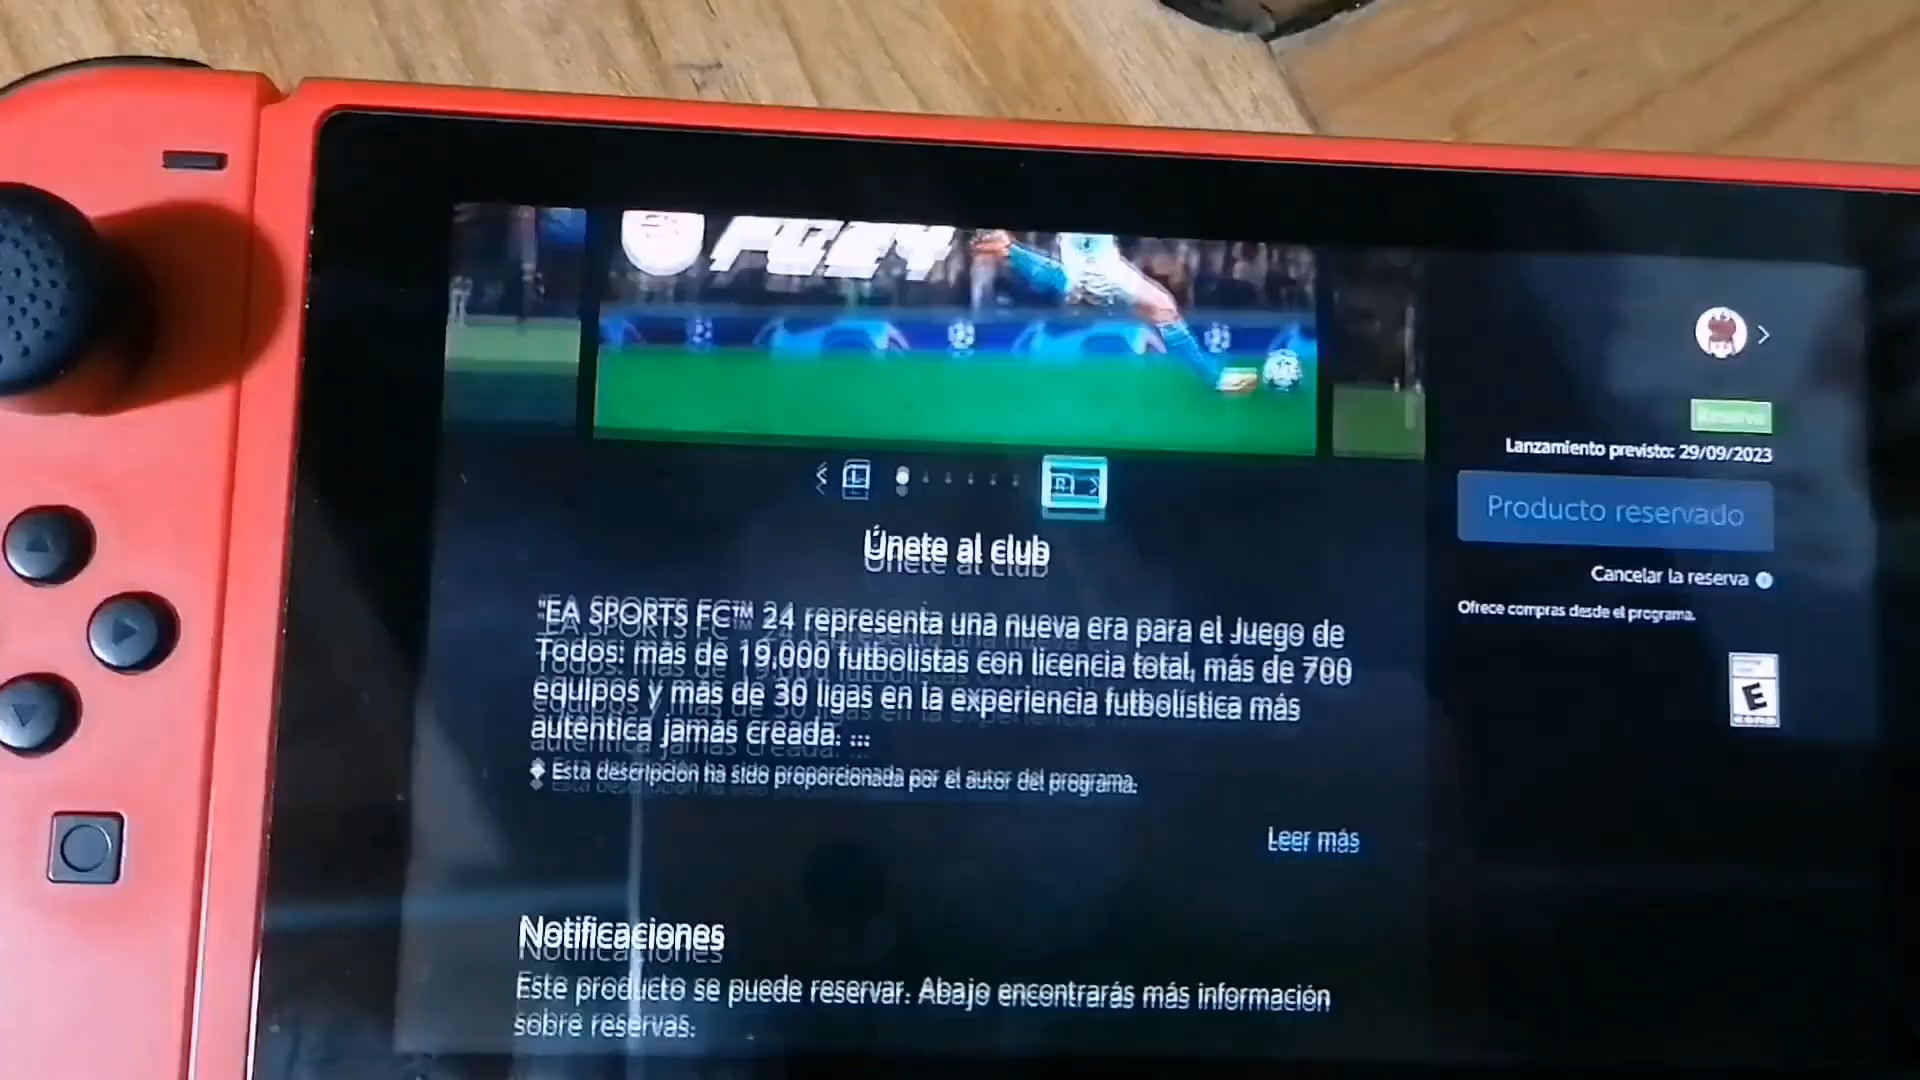 FC24
Lanzamiento previsto: 29/09/2023
Producto reservado
Cancelar la reserva
Ofrece compras desde el programa.
E
L
R
Únete al club
"EA SPORTS FC™ 24 representa una nueva era para el Juego de
Todos: más de 19.000 futbolistas con licencia total, más de 700
equipos y más de 30 ligas en la experiencia futbolística más
auténtica jamás creada. ...
Esta descripción ha sido proporcionada por el autor del programa.
Leer más
Notificaciones
Este producto se puede reservar. Abajo encontrarás más información
sobre reservas.